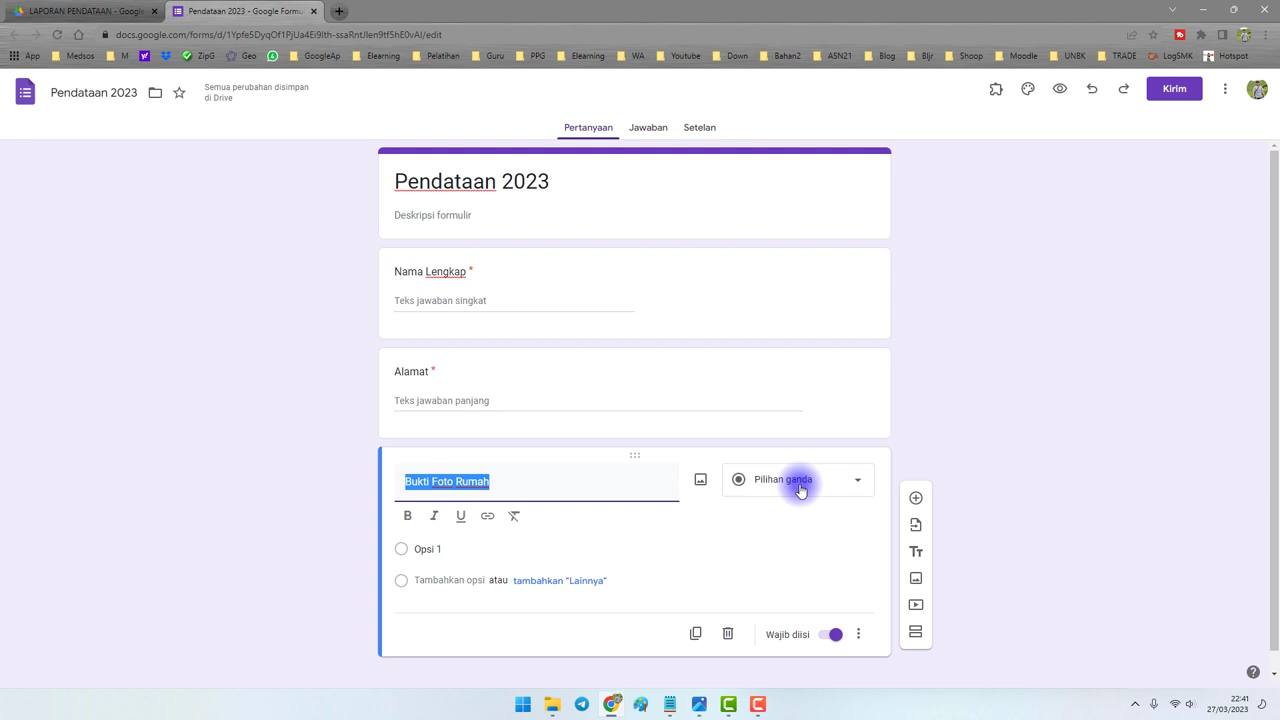 LAPORAN PENDATAAN - Google
Pendataan 2023 - Google Formu
docs.google.com/forms/d/1Ypfe5DyqOf1PjUa4Ei9Ith-ssaRntJIen9tf5hE0vAI/edit
App Medsos M ZipG Geo GoogleAp Elearning Pelatihan Guru PPG Elearning WA Youtube Down Bahan2 ASN21 Blog Bljr Shoop Moodle UNBK TRADE LogSMK Hotspot
Pendataan 2023
Semua perubahan disimpan
di Drive
Kirim
Pertanyaan Jawaban Setelan
Pendataan 2023
Deskripsi formulir
Nama Lengkap *
Teks jawaban singkat
Alamat *
Teks jawaban panjang
Bukti Foto Rumah
Pilihan ganda
B I U
Opsi 1
Tambahkan opsi atau tambahkan "Lainnya"
Wajib diisi
22:41
27/03/2023